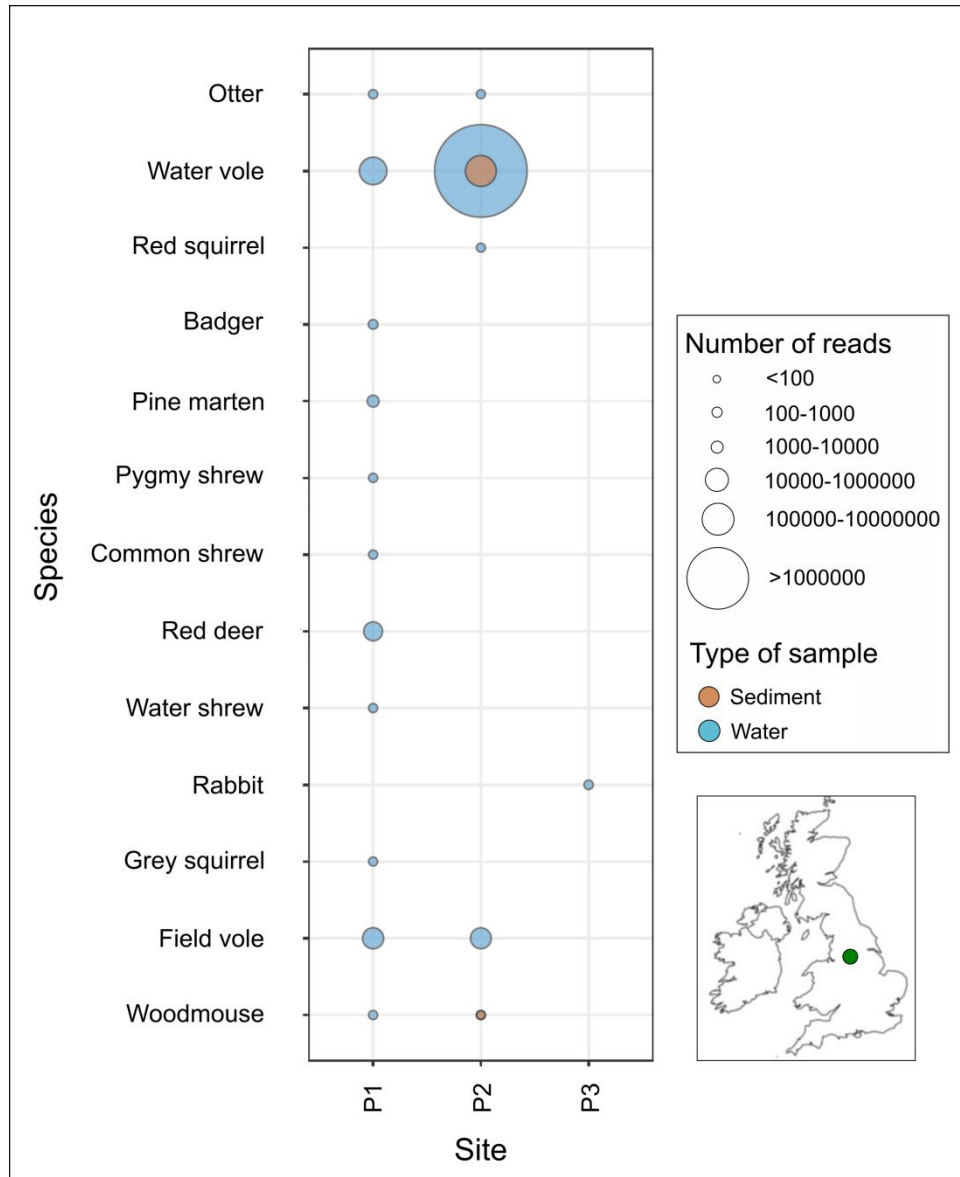 Species
Otter
Water vole
Red squirrel
Badger
Pine marten
Pygmy shrew
Common shrew
Red deer
Water shrew
Rabbit
Grey squirrel
Field vole
Woodmouse
P1
P2
P3
Site
Number of reads
<100
100-1000
1000-10000
10000-1000000
100000-10000000
>1000000
Type of sample
Sediment
Water